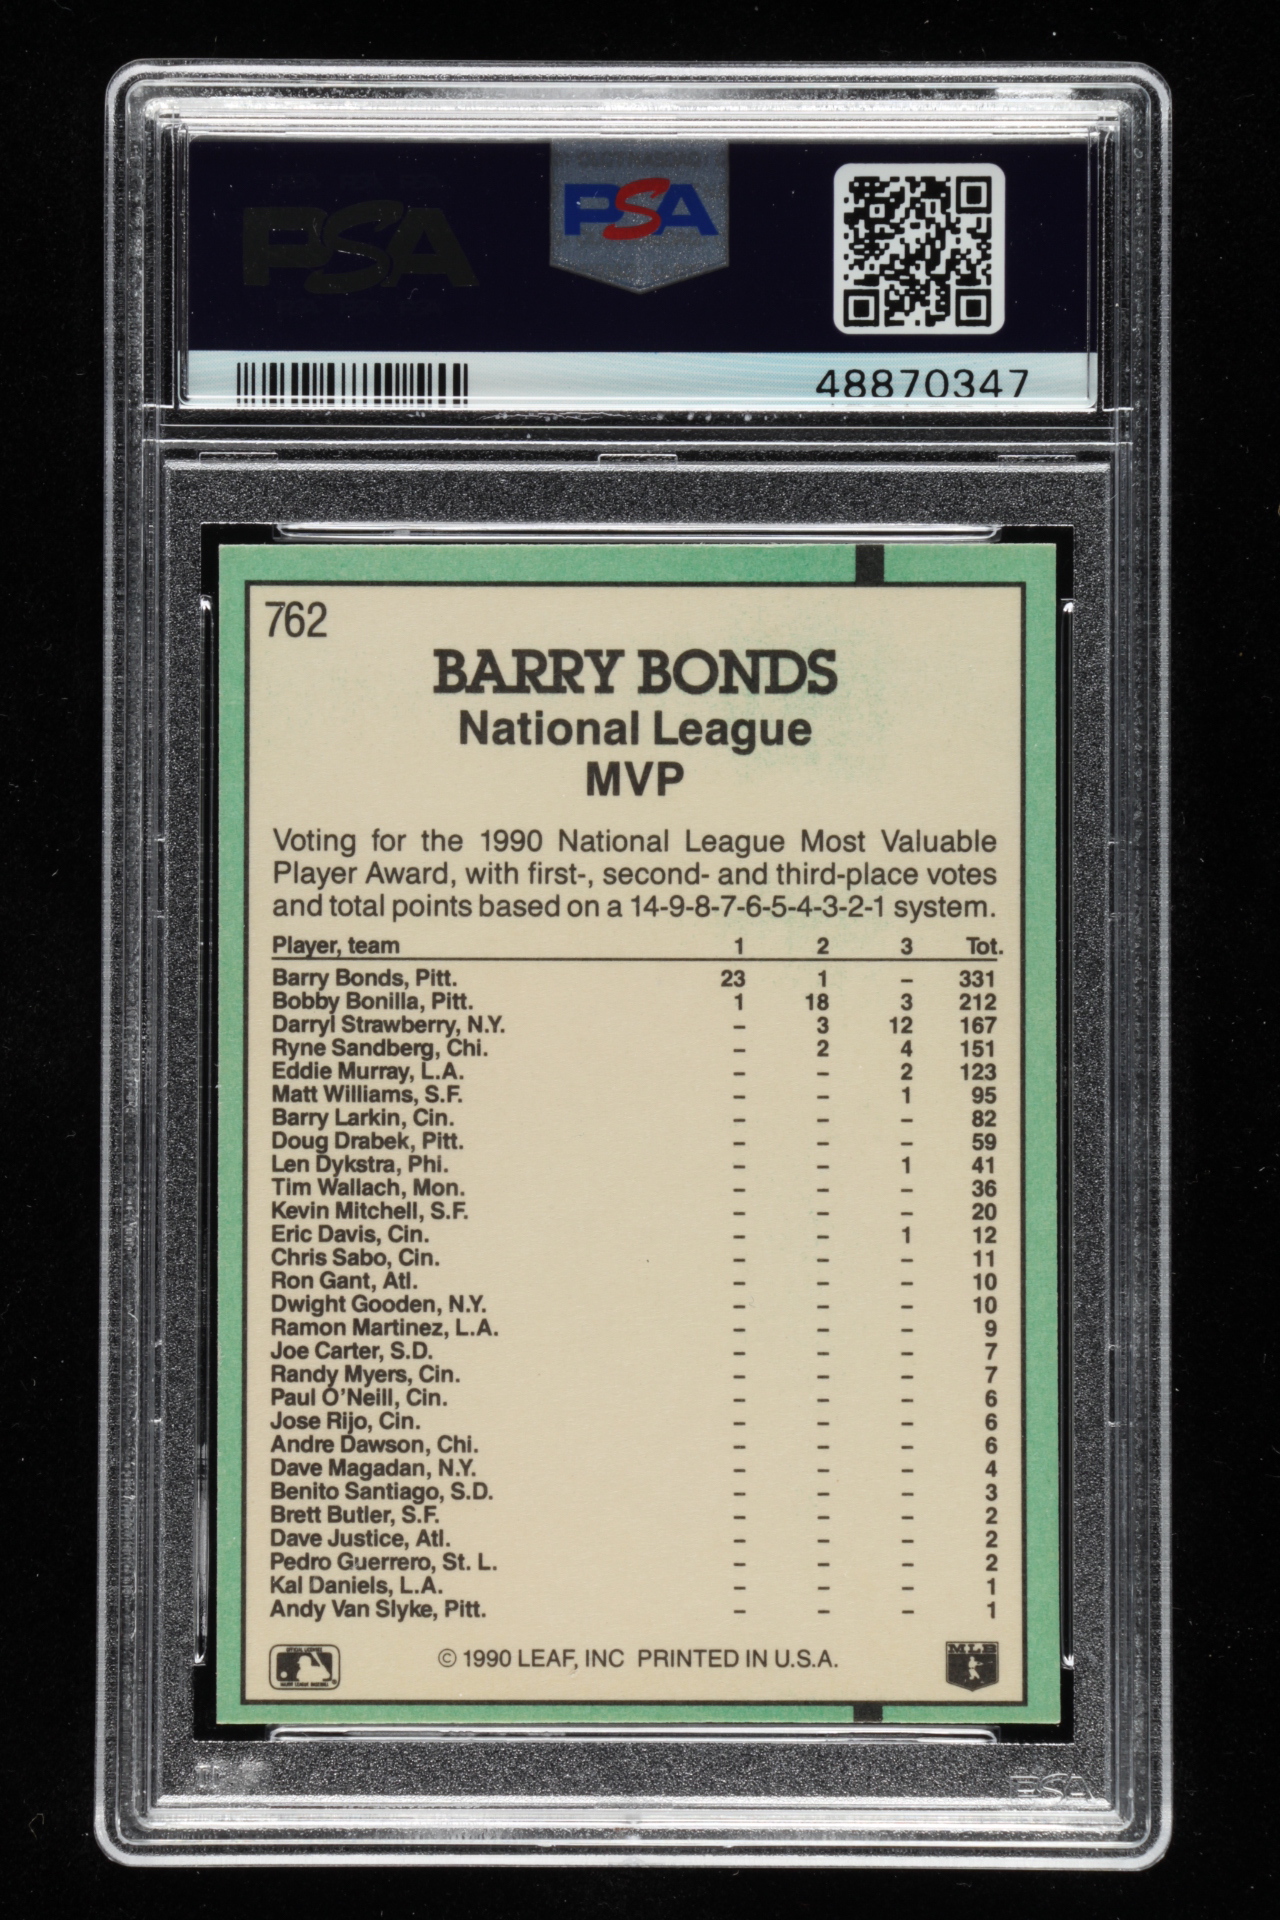 PSA
PSA
48870347
762
BARRY BONDS
National League
MVP
Voting for the 1990 National League Most Valuable
Player Award, with first-, second- and third-place votes
and total points based on a 14-9-8-7-6-5-4-3-2-1 system.
Player, team 1 2 3 Tot.
Barry Bonds, Pitt. 23 1 – 331
Bobby Bonilla, Pitt. 1 18 3 212
Darryl Strawberry, N.Y. – 3 12 167
Ryne Sandberg, Chi. – 2 4 151
Eddie Murray, L.A. – – 2 123
Matt Williams, S.F. – – 1 95
Barry Larkin, Cin. – – – 82
Doug Drabek, Pitt. – – – 59
Len Dykstra, Phi. – – 1 41
Tim Wallach, Mon. – – – 36
Kevin Mitchell, S.F. – – – 20
Eric Davis, Cin. – – 1 12
Chris Sabo, Cin. – – – 11
Ron Gant, Atl. – – – 10
Dwight Gooden, N.Y. – – – 10
Ramon Martinez, L.A. – – – 9
Joe Carter, S.D. – – – 7
Randy Myers, Cin. – – – 7
Paul O'Neill, Cin. – – – 6
Jose Rijo, Cin. – – – 6
Andre Dawson, Chi. – – – 6
Dave Magadan, N.Y. – – – 4
Benito Santiago, S.D. – – – 3
Brett Butler, S.F. – – – 2
Dave Justice, Atl. – – – 2
Pedro Guerrero, St. L. – – – 2
Kal Daniels, L.A. – – – 1
Andy Van Slyke, Pitt. – – – 1
© 1990 LEAF, INC PRINTED IN U.S.A.
MLB
PSA